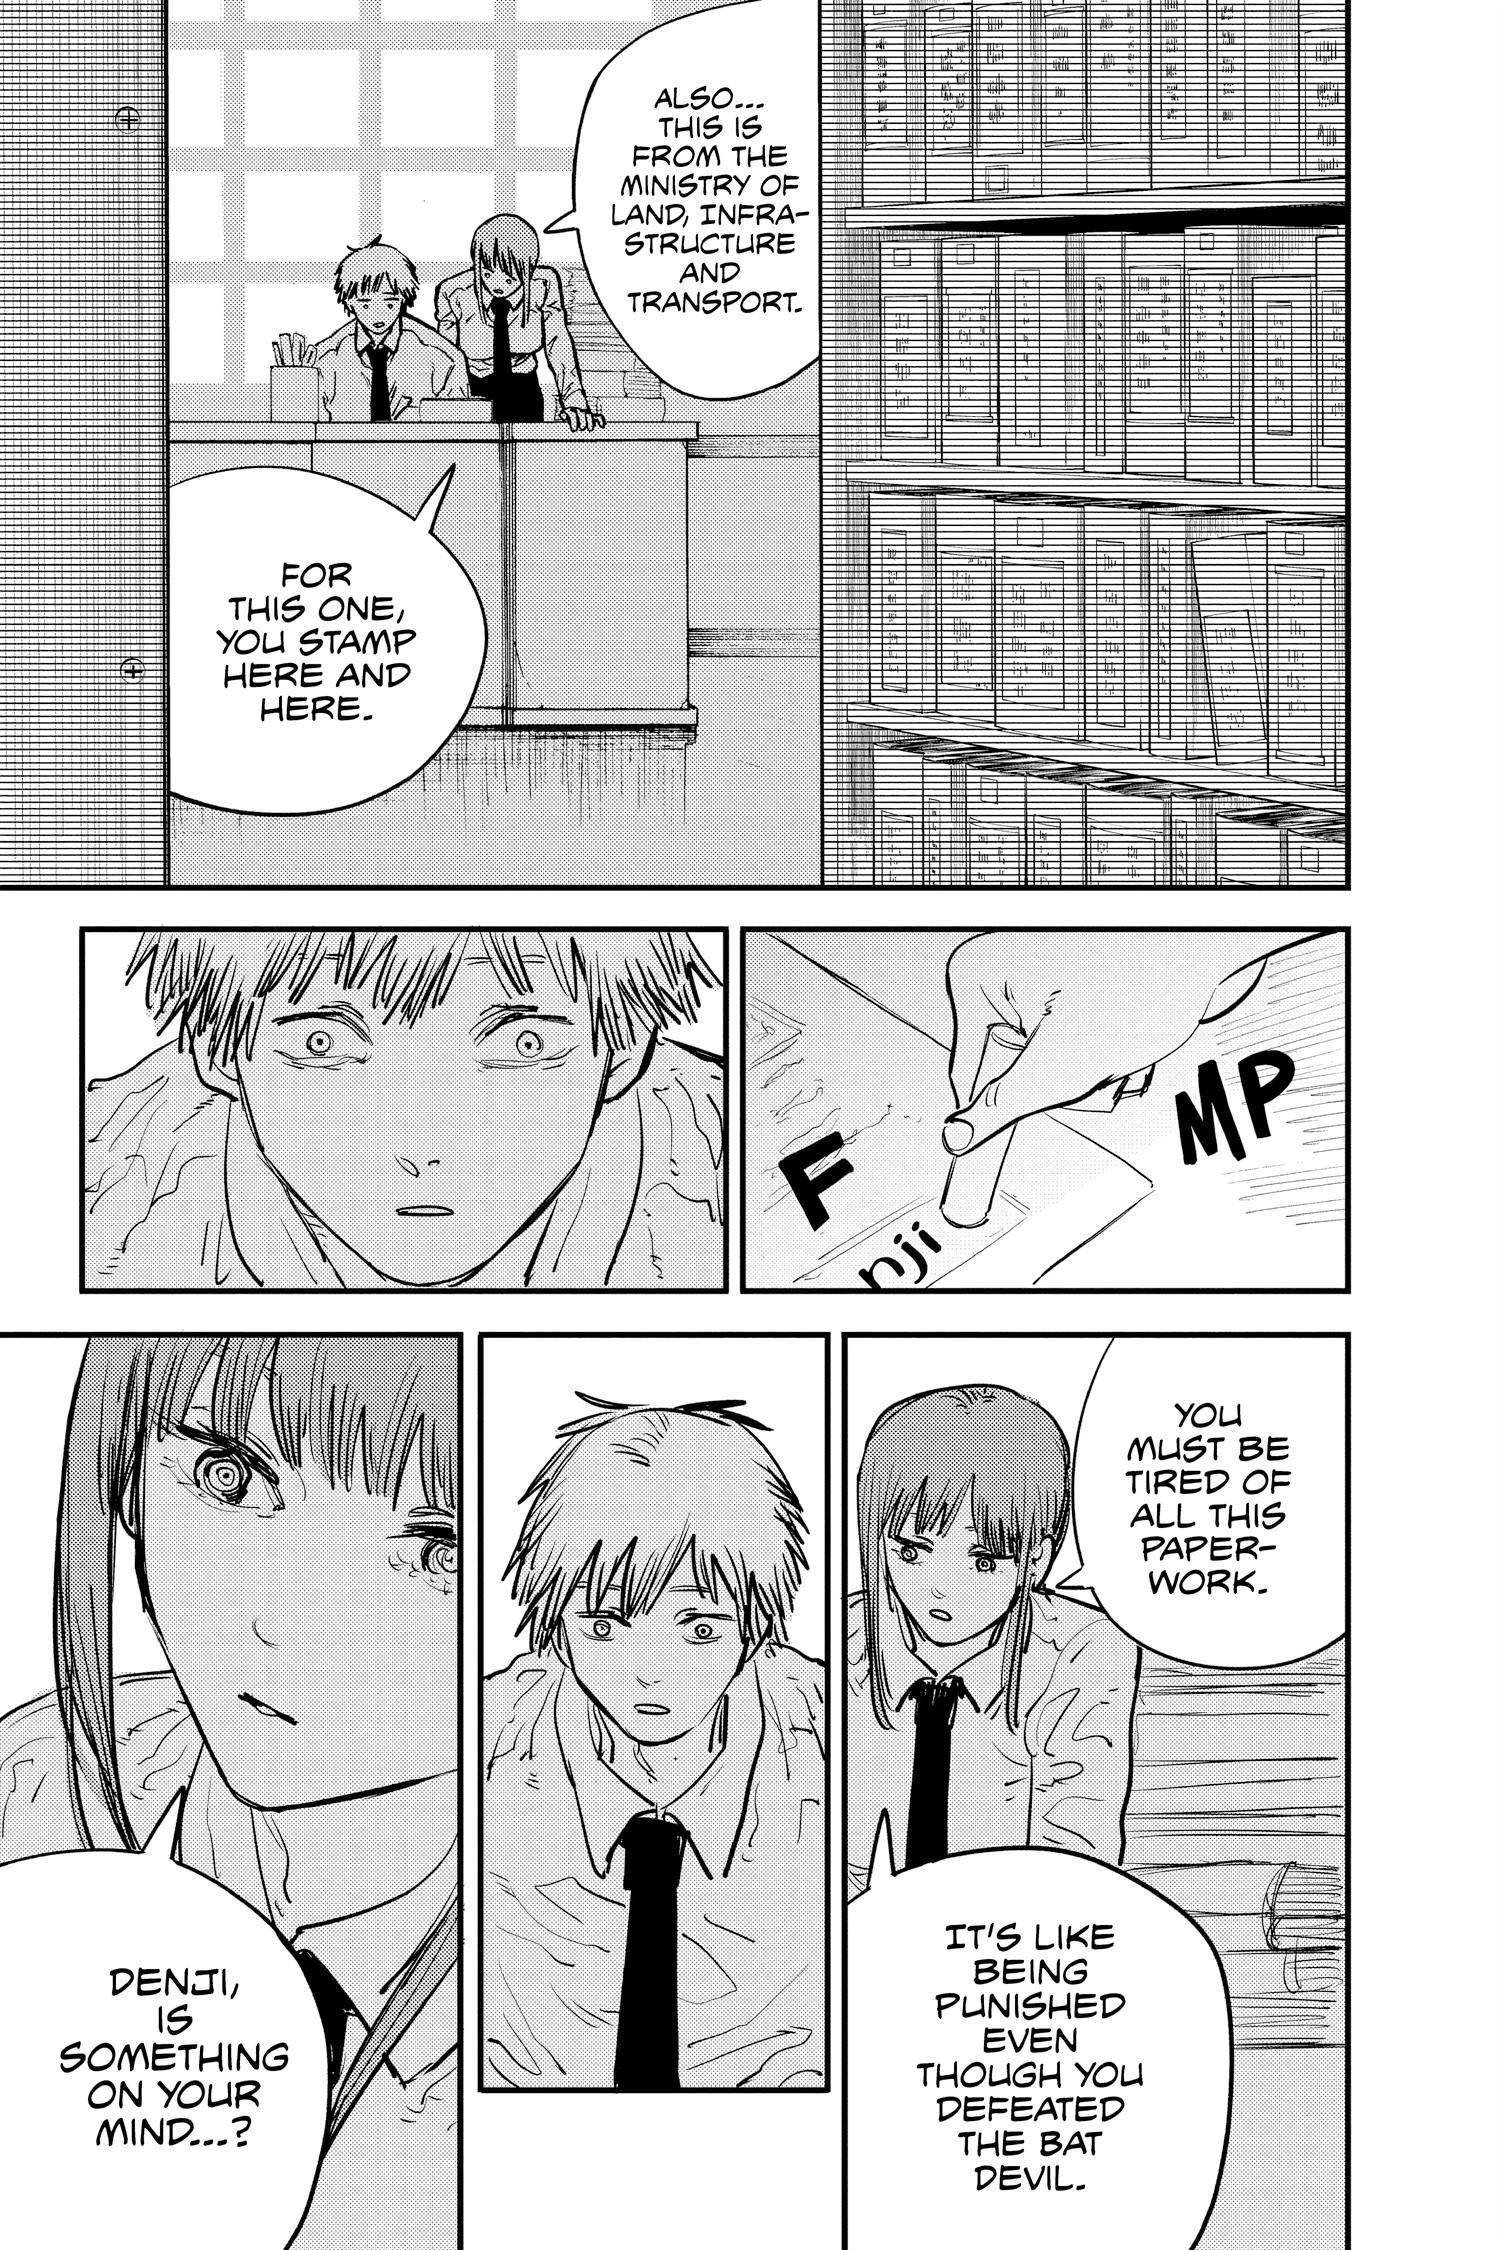 ALSO...
THIS IS
FROM THE
MINISTRY OF
LAND, INFRA-
STRUCTURE
AND
TRANSPORT.
FOR
THIS ONE,
YOU STAMP
HERE AND
HERE.
F
MP
nji
YOU
MUST BE
TIRED OF
ALL THIS
PAPER-
WORK.
IT'S LIKE
BEING
PUNISHED
EVEN
THOUGH YOU
DEFEATED
THE BAT
DEVIL.
DENJI,
IS
SOMETHING
ON YOUR
MIND...?